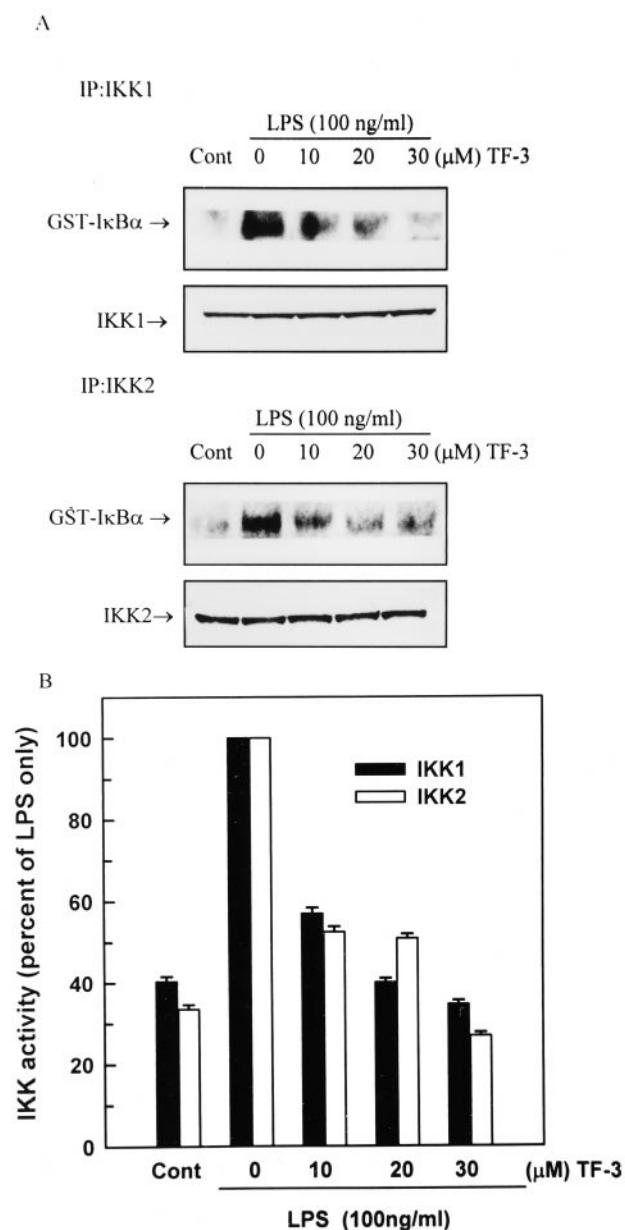 A
IP:IKK1
LPS (100 ng/ml)
Cont 0 10 20 30 (μM) TF-3
GST-IκBα →
IKK1→
IP:IKK2
LPS (100 ng/ml)
Cont 0 10 20 30 (μM) TF-3
GST-IκBα →
IKK2→
B
IKK activity (percent of LPS only)
100
80
60
40
20
0
IKK1
IKK2
Cont 0 10 20 30 (μM) TF-3
LPS (100ng/ml)